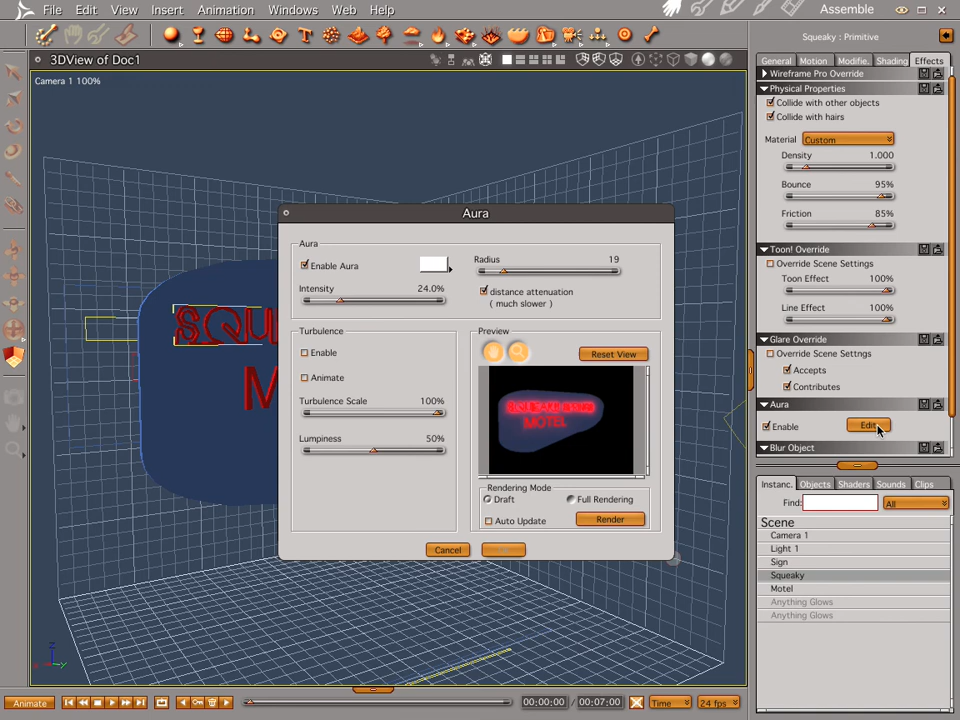 File Edit View Insert Animation Windows Web Help
Assemble
3DView of Doc1
Camera 1 100%
Squeaky : Primitive
General Motion Modifie. Shading Effects
Wireframe Pro Override
Physical Properties
Collide with other objects
Collide with hairs
Material Custom
Density 1.000
Bounce 95%
Friction 85%
Toon! Override
Override Scene Settings
Toon Effect 100%
Line Effect 100%
Glare Override
Override Scene Settngs
Accepts
Contributes
Aura
Enable Edit
Blur Object
Aura
Aura
Enable Aura
Radius 19
Intensity 24.0%
distance attenuation
( much slower )
Turbulence
Enable
Animate
Turbulence Scale 100%
Lumpiness 50%
Preview
Reset View
MOTEL
Rendering Mode
Draft Full Rendering
Auto Update Render
Cancel
SQU
M
Instanc. Objects Shaders Sounds Clips
Find: All
Scene
Camera 1
Light 1
Sign
Squeaky
Motel
Anything Glows
Anything Glows
Animate
00:00:00 / 00:07:00 Time 24 fps